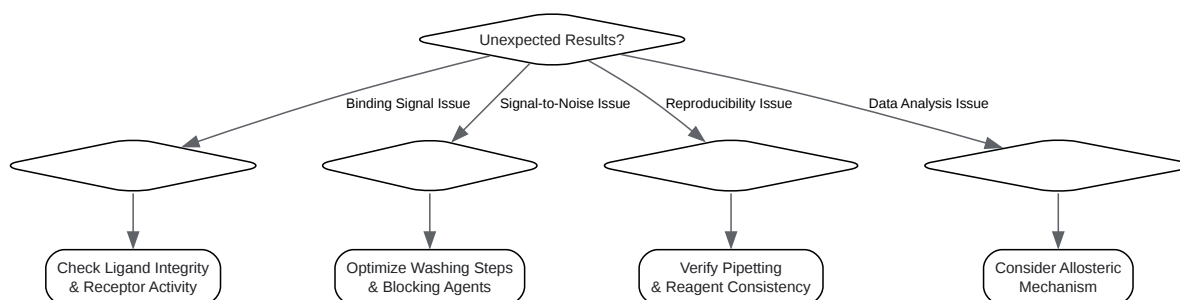 Unexpected Results?
Binding Signal Issue
Signal-to-Noise Issue
Reproducibility Issue
Data Analysis Issue
Check Ligand Integrity
& Receptor Activity
Optimize Washing Steps
& Blocking Agents
Verify Pipetting
& Reagent Consistency
Consider Allosteric
Mechanism